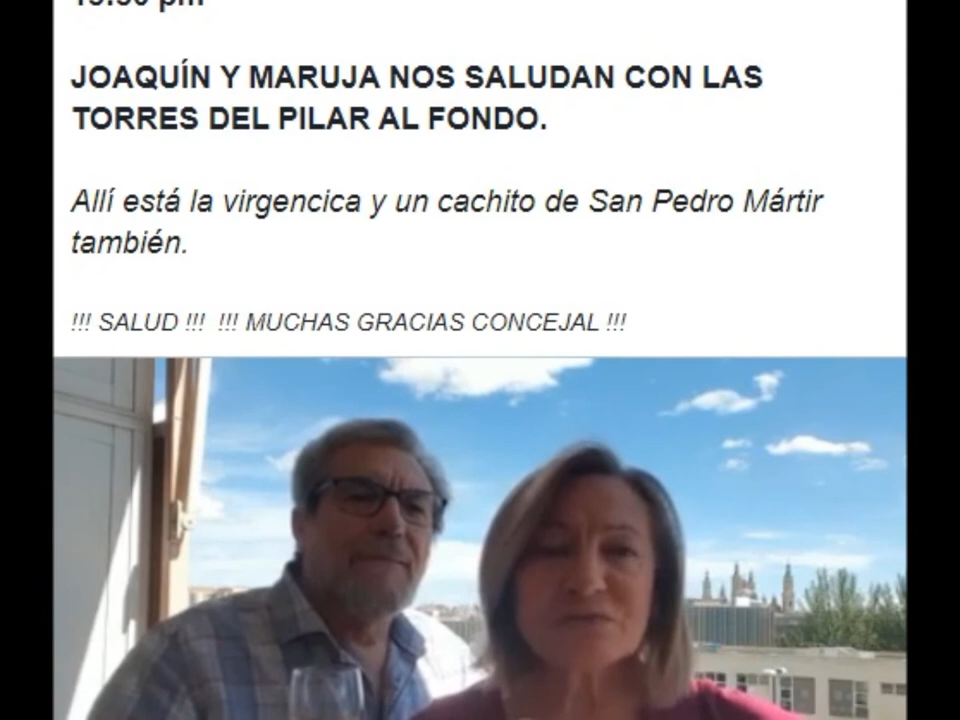 JOAQUÍN Y MARUJA NOS SALUDAN CON LAS
TORRES DEL PILAR AL FONDO.
Allí está la virgencica y un cachito de San Pedro Mártir
también.
!!! SALUD !!!  !!! MUCHAS GRACIAS CONCEJAL !!!